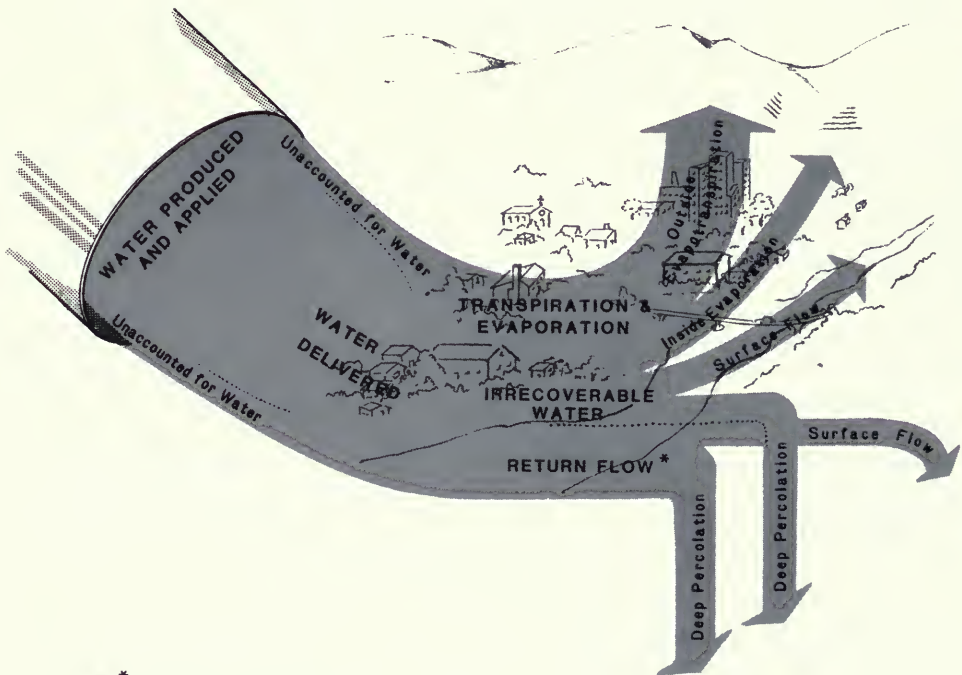 WATER PRODUCED
AND APPLIED
Unaccounted for Water
Unaccounted for Water
WATER
DELIVERED
TRANSPIRATION &
EVAPORATION
Outside
Evapotranspiration
Inside Evaporation
Surface Flow
IRRECOVERABLE
WATER
RETURN FLOW*
Surface Flow
Deep Percolation
Deep Percolation
*